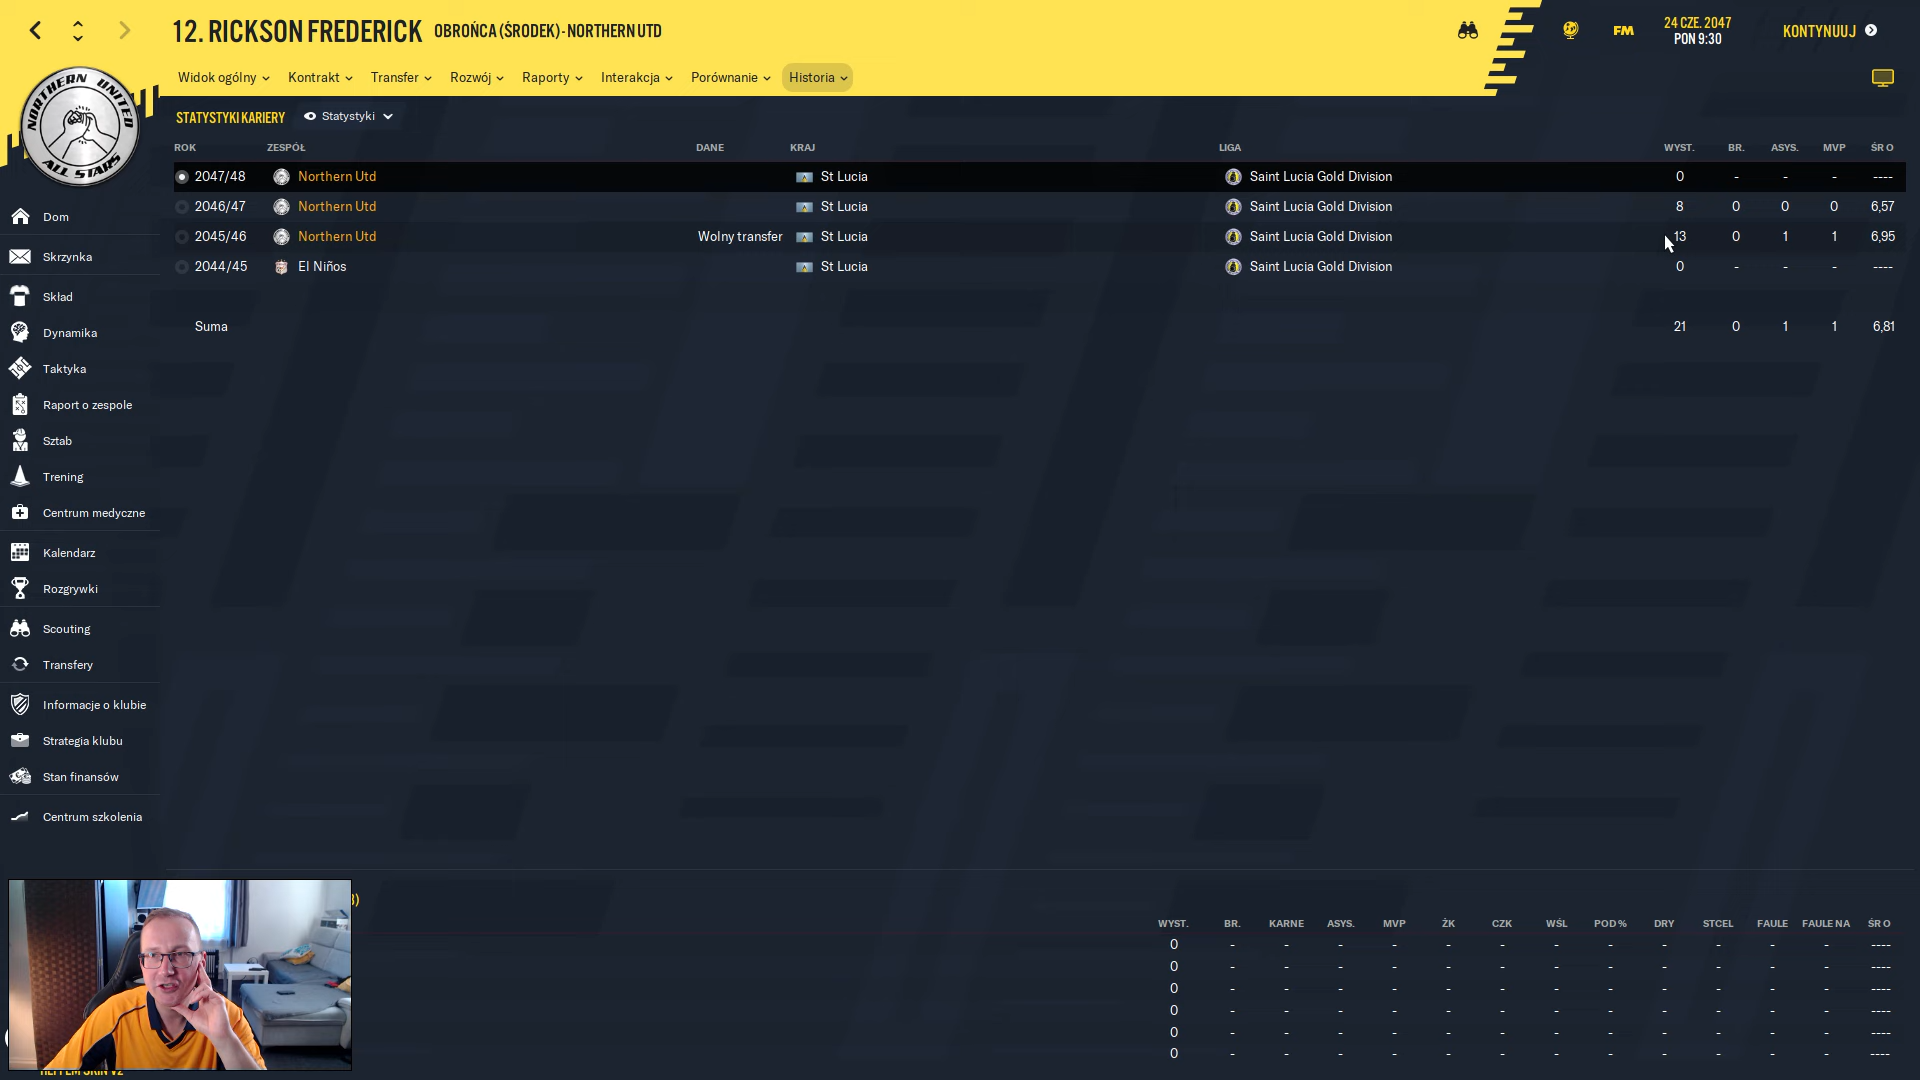 12. RICKSON FREDERICK OBROŃCA (ŚRODEK) - NORTHERN UTD
FM
24 CZE. 2047
PON 9:30
KONTYNUUJ
Widok ogólny Kontrakt Transfer Rozwój Raporty Interakcja Porównanie Historia
NORTHERN UNITED
ALL STARS
STATYSTYKI KARIERY Statystyki
ROK ZESPÓŁ DANE KRAJ LIGA WYST. BR. ASYS. MVP ŚR O
2047/48 Northern Utd St Lucia Saint Lucia Gold Division 0 - - - ----
2046/47 Northern Utd St Lucia Saint Lucia Gold Division 8 0 0 0 6,57
2045/46 Northern Utd Wolny transfer St Lucia Saint Lucia Gold Division 13 0 1 1 6,95
2044/45 El Niños St Lucia Saint Lucia Gold Division 0 - - - ----
Suma 21 0 1 1 6,81
Dom
Skrzynka
Skład
Dynamika
Taktyka
Raport o zespole
Sztab
Trening
Centrum medyczne
Kalendarz
Rozgrywki
Scouting
Transfery
Informacje o klubie
Strategia klubu
Stan finansów
Centrum szkolenia
WYST. BR. KARNE ASYS. MVP ŻK CZK WŚL POD % DRY STCEL FAULE FAULE NA ŚR O
0 - - - - - - - - - - - - ----
0 - - - - - - - - - - - - ----
0 - - - - - - - - - - - - ----
0 - - - - - - - - - - - - ----
0 - - - - - - - - - - - - ----
0 - - - - - - - - - - - - ----